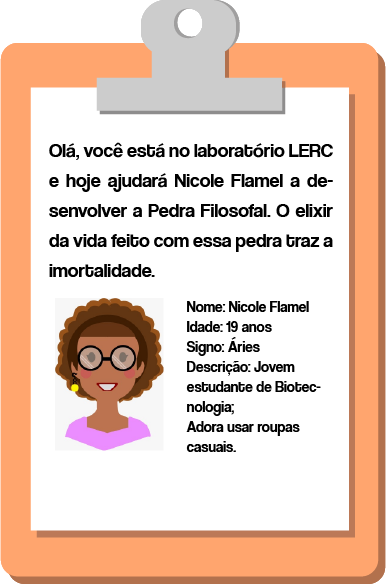 Olá, você está no laboratório LERC
e hoje ajudará Nicole Flamel a de-
senvolver a Pedra Filosofal. O elixir
da vida feito com essa pedra traz a
imortalidade.
Nome: Nicole Flamel
Idade: 19 anos
Signo: Áries
Descrição: Jovem
estudante de Biotec-
nologia;
Adora usar roupas
casuais.